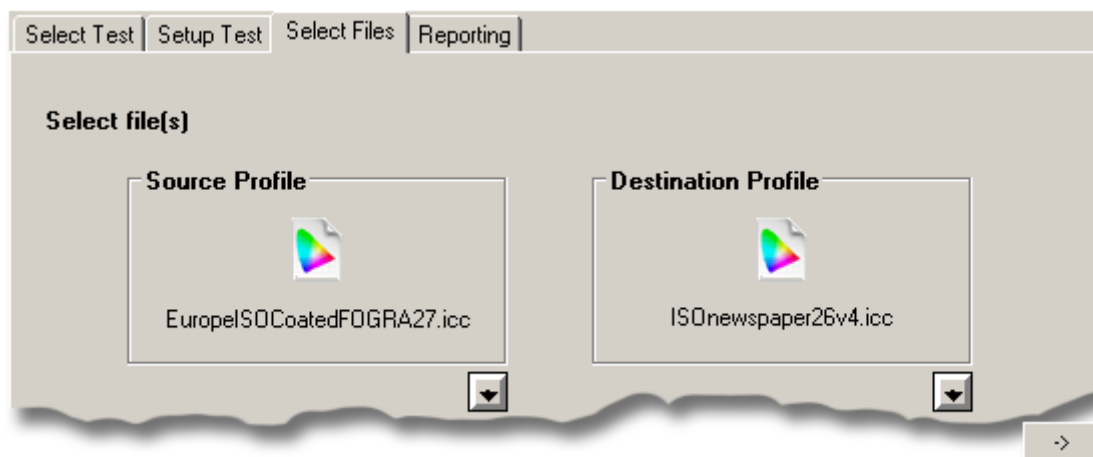 Select Test Setup Test Select Files Reporting
Select file(s)
Source Profile Destination Profile
EuropeISOCoatedFOGRA27.icc ISOnewspaper26v4.icc
->